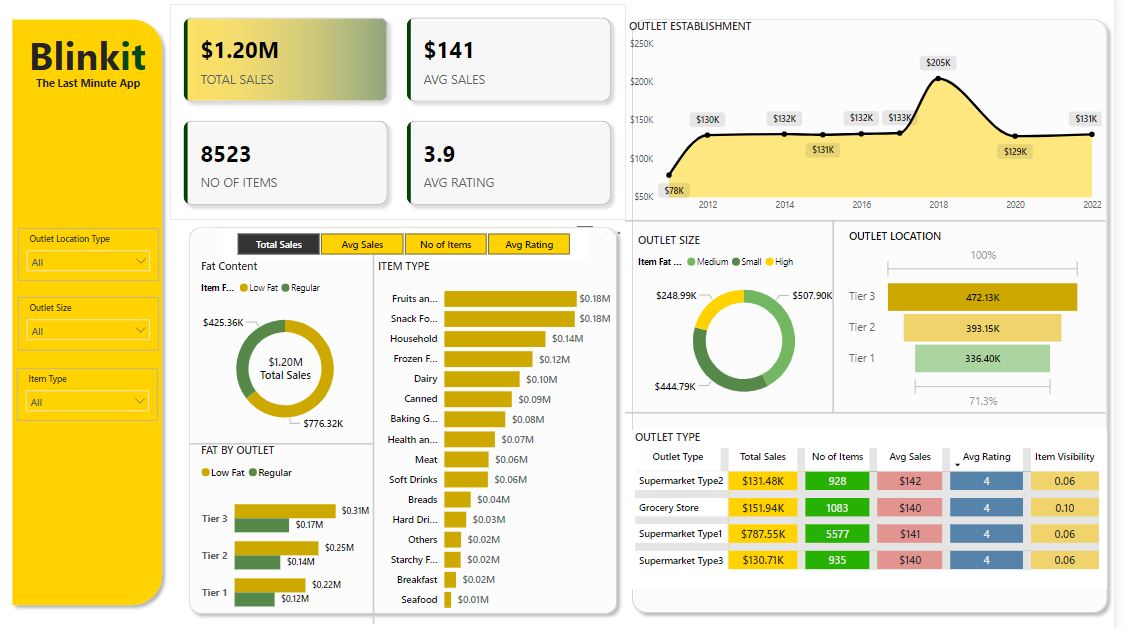 Blinkit
The Last Minute App
Outlet Location Type
All
Outlet Size
All
Item Type
All
$1.20M
TOTAL SALES
$141
AVG SALES
8523
NO OF ITEMS
3.9
AVG RATING
OUTLET ESTABLISHMENT
$250K
$200K
$150K
$100K
$50K
$78K
$130K
$132K
$131K
$132K
$133K
$205K
$129K
$131K
2012 2014 2016 2018 2020 2022
Total Sales Avg Sales No of Items Avg Rating
Fat Content
Item F... Low Fat Regular
$425.36K
$1.20M
Total Sales
$776.32K
FAT BY OUTLET
Low Fat Regular
Tier 3 $0.31M
$0.17M
Tier 2 $0.25M
$0.14M
Tier 1 $0.22M
$0.12M
ITEM TYPE
Fruits an... $0.18M
Snack Fo... $0.18M
Household $0.14M
Frozen F... $0.12M
Dairy $0.10M
Canned $0.09M
Baking G... $0.08M
Health an... $0.07M
Meat $0.06M
Soft Drinks $0.06M
Breads $0.04M
Hard Dri... $0.03M
Others $0.02M
Starchy F... $0.02M
Breakfast $0.02M
Seafood $0.01M
OUTLET SIZE
Item Fat ... Medium Small High
$248.99K
$507.90K
$444.79K
OUTLET LOCATION
100%
Tier 3 472.13K
Tier 2 393.15K
Tier 1 336.40K
71.3%
OUTLET TYPE
Outlet Type Total Sales No of Items Avg Sales Avg Rating Item Visibility
Supermarket Type2 $131.48K 928 $142 4 0.06
Grocery Store $151.94K 1083 $140 4 0.10
Supermarket Type1 $787.55K 5577 $141 4 0.06
Supermarket Type3 $130.71K 935 $140 4 0.06